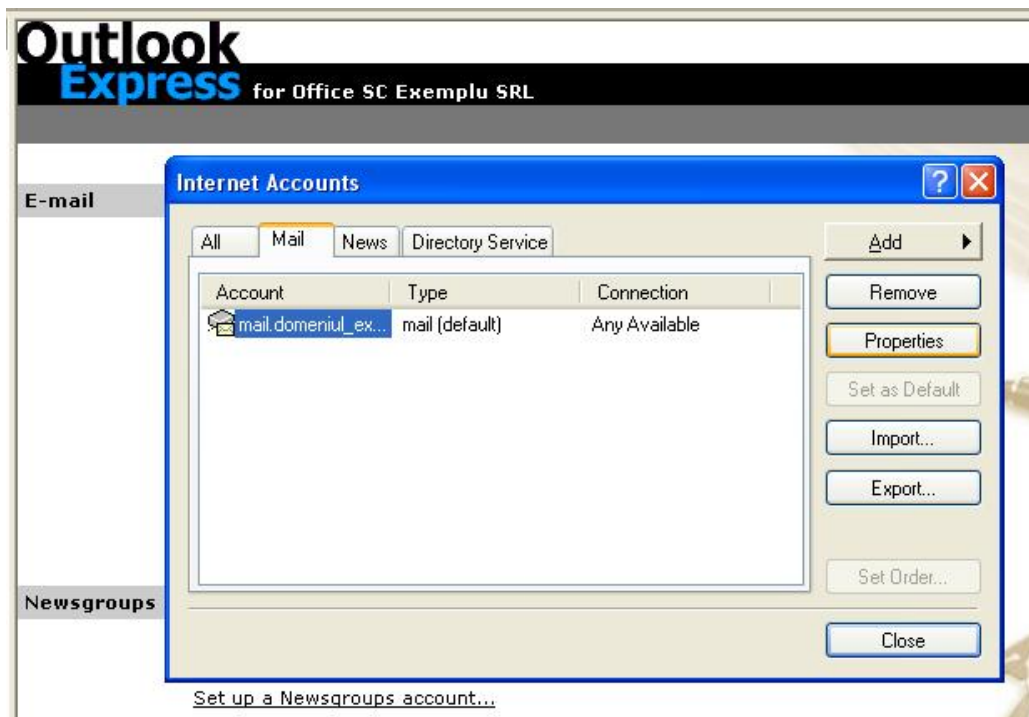 Outlook
Express for Office SC Exemplu SRL
E-mail
Internet Accounts
?
All Mail News Directory Service
Add
Account Type Connection
mail.domeniul_ex... mail (default) Any Available
Remove
Properties
Set as Default
Import...
Export...
Set Order...
Newsgroups
Close
Set up a Newsgroups account...